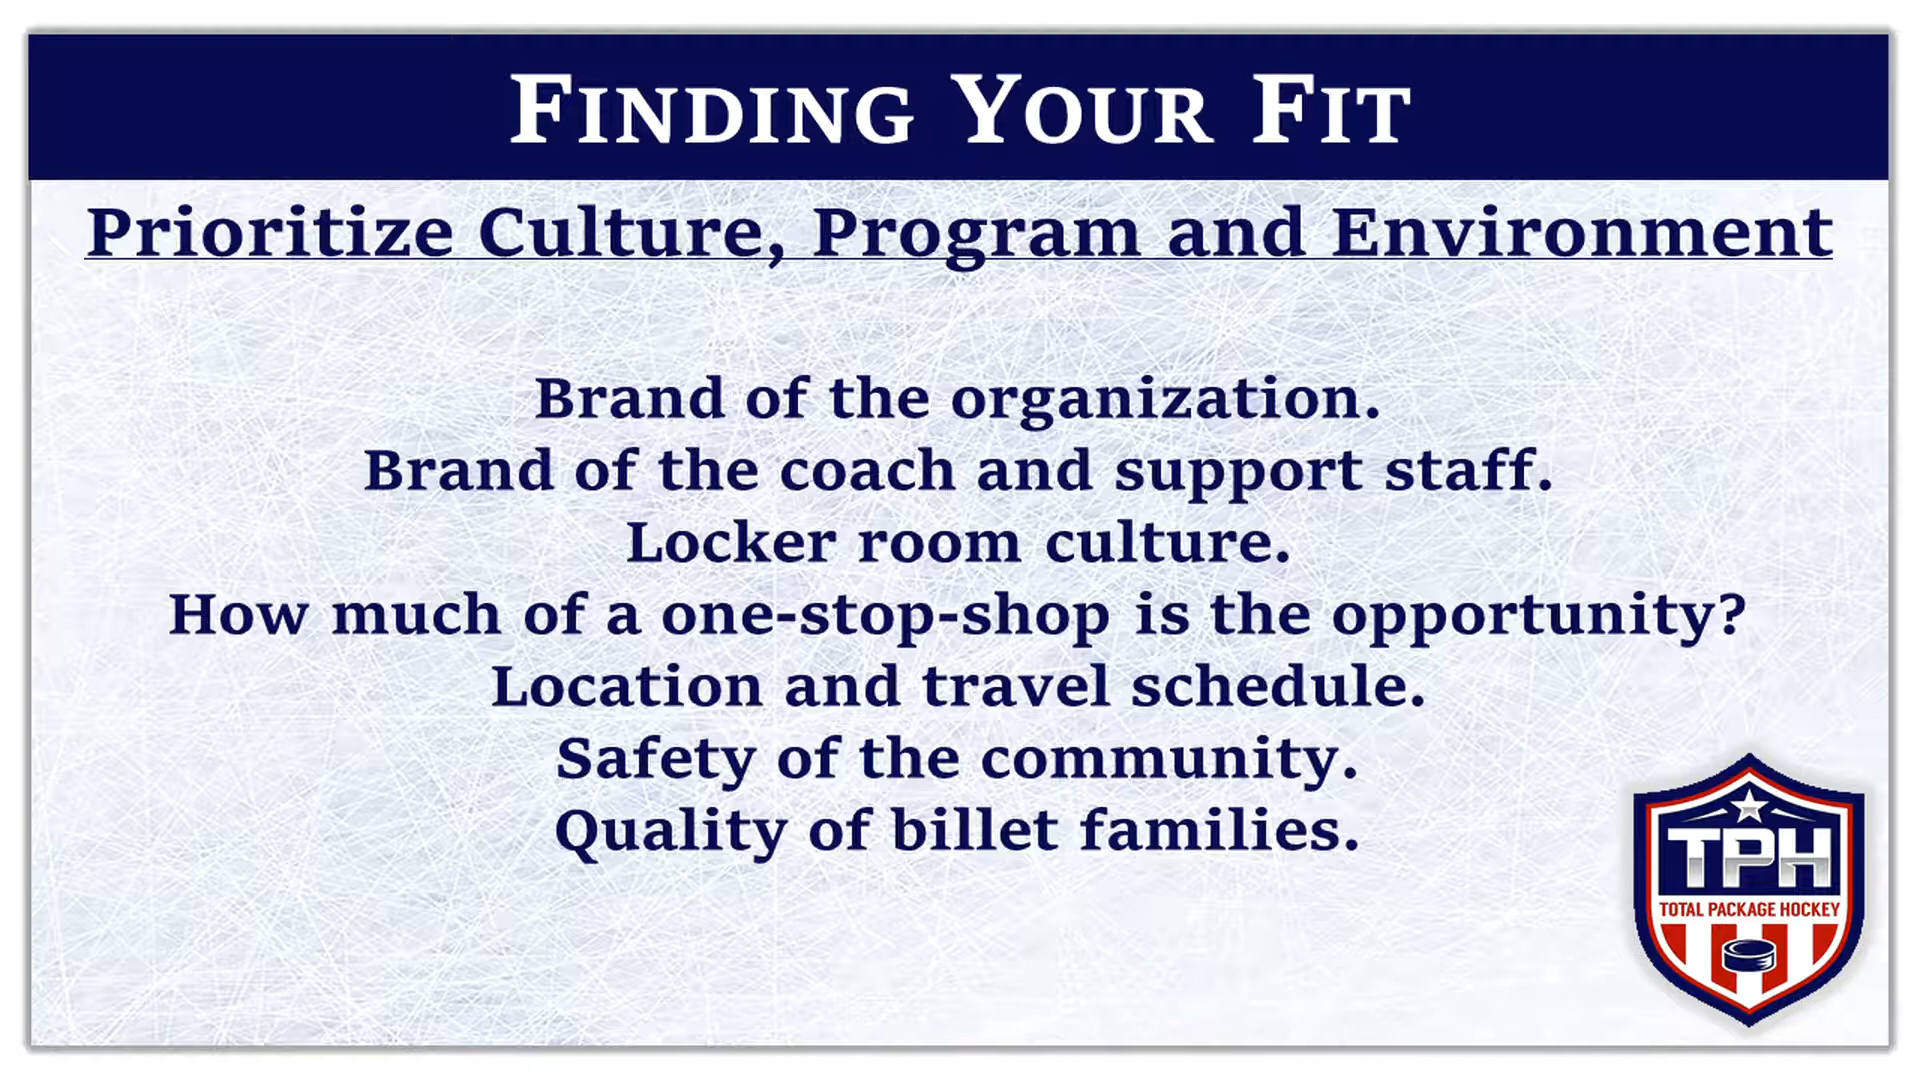 FINDING YOUR FIT
Prioritize Culture, Program and Environment
Brand of the organization.
Brand of the coach and support staff.
Locker room culture.
How much of a one-stop-shop is the opportunity?
Location and travel schedule.
Safety of the community.
Quality of billet families.
TPH
TOTAL PACKAGE HOCKEY